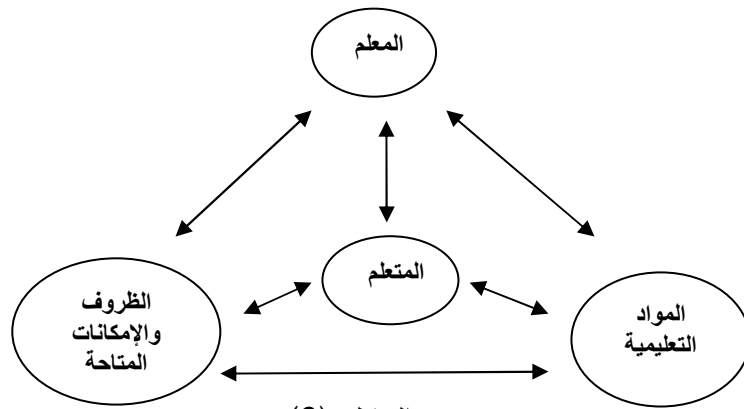 المعلم
المتعلم
الظروف
والإمكانات
المتاحة
المواد
التعليمية